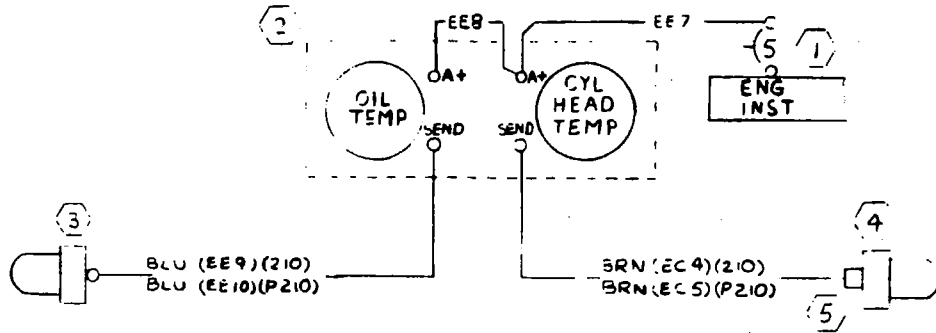 2
EE8
EE7
5
1
A+
A+
OIL
TEMP
CYL
HEAD
TEMP
ENG
INST
SEND
SEND
3
4
BLU (EE9)(210)
BLU (EE10)(P210)
BRN (EC4)(210)
BRN (EC5)(P210)
5